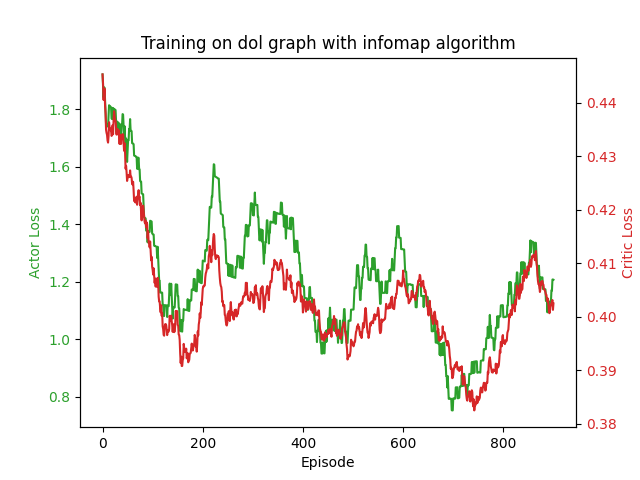 Training on dol graph with infomap algorithm
1.8
1.6
1.4
1.2
1.0
0.8
Actor Loss
0.44
0.43
0.42
0.41
0.40
0.39
0.38
Critic Loss
0 200 400 600 800
Episode